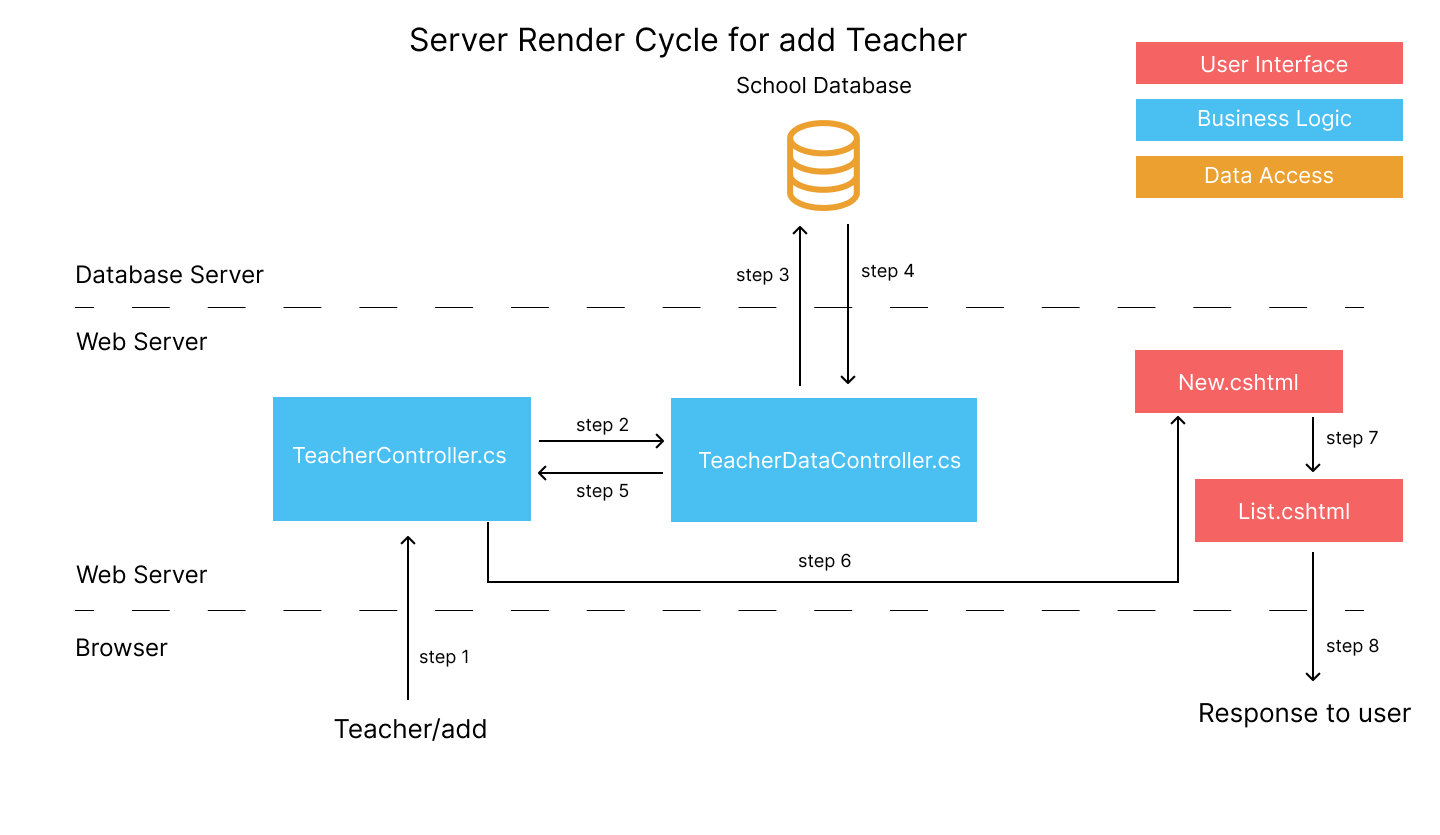 Server Render Cycle for add Teacher
School Database
User Interface
Business Logic
Data Access
Database Server
step 3
step 4
Web Server
New.cshtml
TeacherController.cs
step 2
step 5
TeacherDataController.cs
step 7
List.cshtml
step 6
Web Server
Browser
step 1
step 8
Teacher/add
Response to user